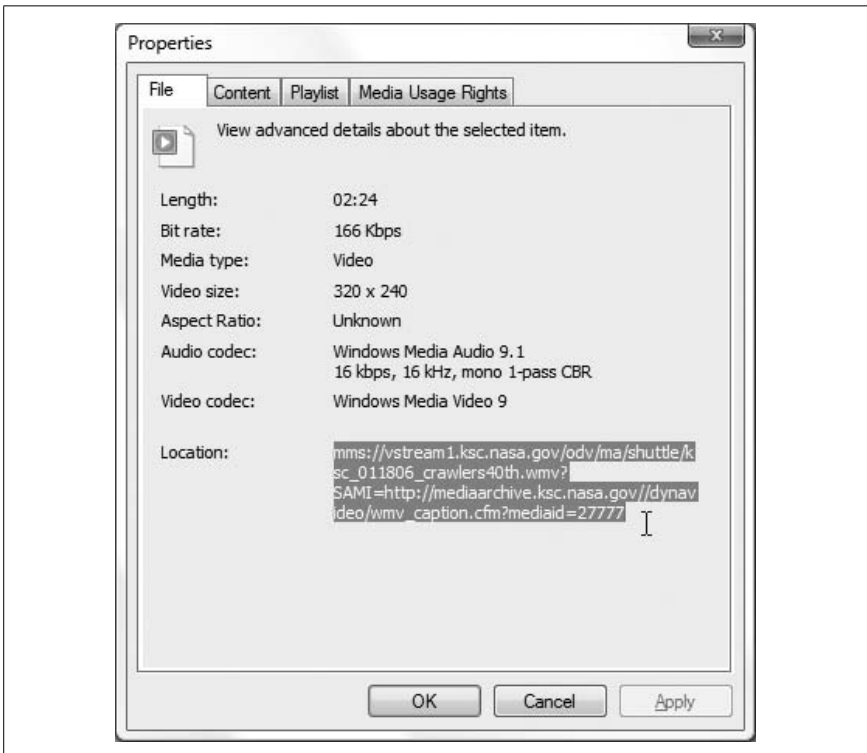 Properties
File Content Playlist Media Usage Rights
View advanced details about the selected item.
Length: 02:24
Bit rate: 166 Kbps
Media type: Video
Video size: 320 x 240
Aspect Ratio: Unknown
Audio codec: Windows Media Audio 9.1
16 kbps, 16 kHz, mono 1-pass CBR
Video codec: Windows Media Video 9
Location: mms://vstream1.ksc.nasa.gov/odv/ma/shuttle/k
sc_011806_crawlers40th.wmv?
SAMI=http://mediaarchive.ksc.nasa.gov//dynav
ideo/wmv_caption.cfm?mediaid=27777
OK Cancel Apply